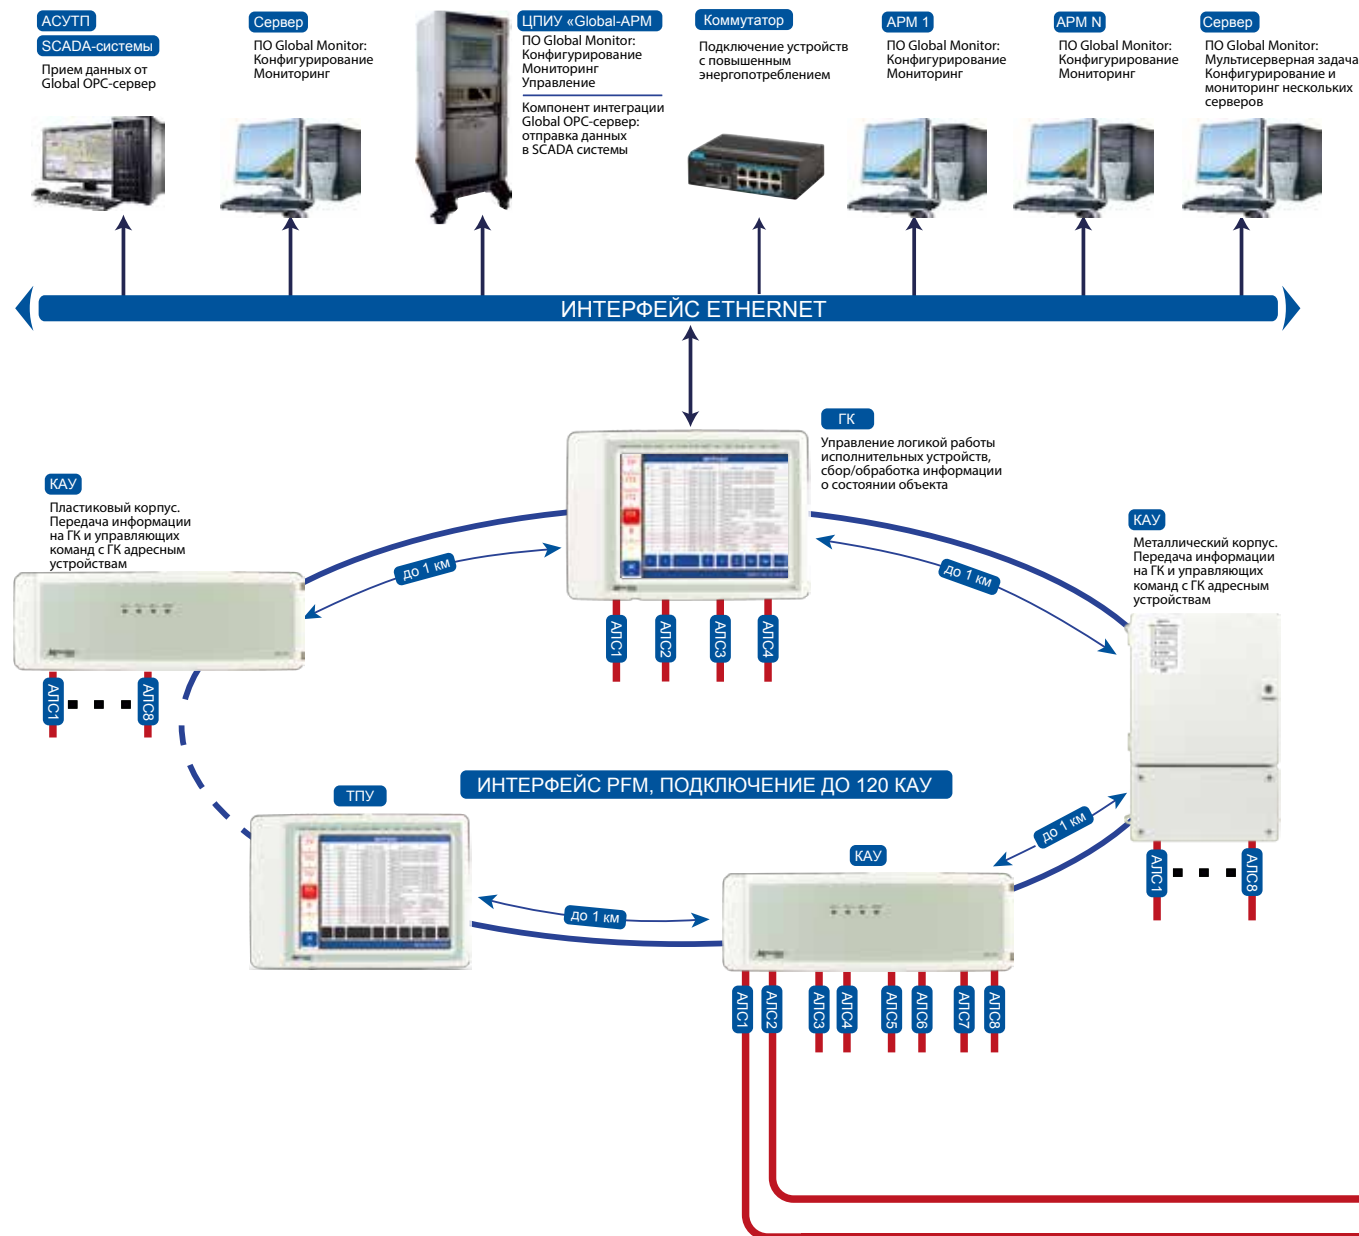 АСУТП
SCADA-системы
Прием данных от
Global OPC-сервер
Сервер
ПО Global Monitor:
Конфигурирование
Мониторинг
ЦПИУ «Global-АРМ
ПО Global Monitor:
Конфигурирование
Мониторинг
Управление
Компонент интеграции
Global OPC-сервер:
отправка данных
в SCADA системы
Коммутатор
Подключение устройств
с повышенным
энергопотреблением
АРМ 1
ПО Global Monitor:
Конфигурирование
Мониторинг
АРМ N
ПО Global Monitor:
Конфигурирование
Мониторинг
Сервер
ПО Global Monitor:
Мультисерверная задача
Конфигурирование и
мониторинг нескольких
серверов
ИНТЕРФЕЙС ETHERNET
ГК
Управление логикой работы
исполнительных устройств,
сбор/обработка информации
о состоянии объекта
КАУ
Пластиковый корпус.
Передача информации
на ГК и управляющих
команд с ГК адресным
устройствам
до 1 км
до 1 км
КАУ
Металлический корпус.
Передача информации
на ГК и управляющих
команд с ГК адресным
устройствам
АЛС1
АЛС2
АЛС3
АЛС4
АЛС1
АЛС8
ИНТЕРФЕЙС PFM, ПОДКЛЮЧЕНИЕ ДО 120 КАУ
ТПУ
до 1 км
КАУ
до 1 км
АЛС1
АЛС8
АЛС1
АЛС2
АЛС3
АЛС4
АЛС5
АЛС6
АЛС7
АЛС8